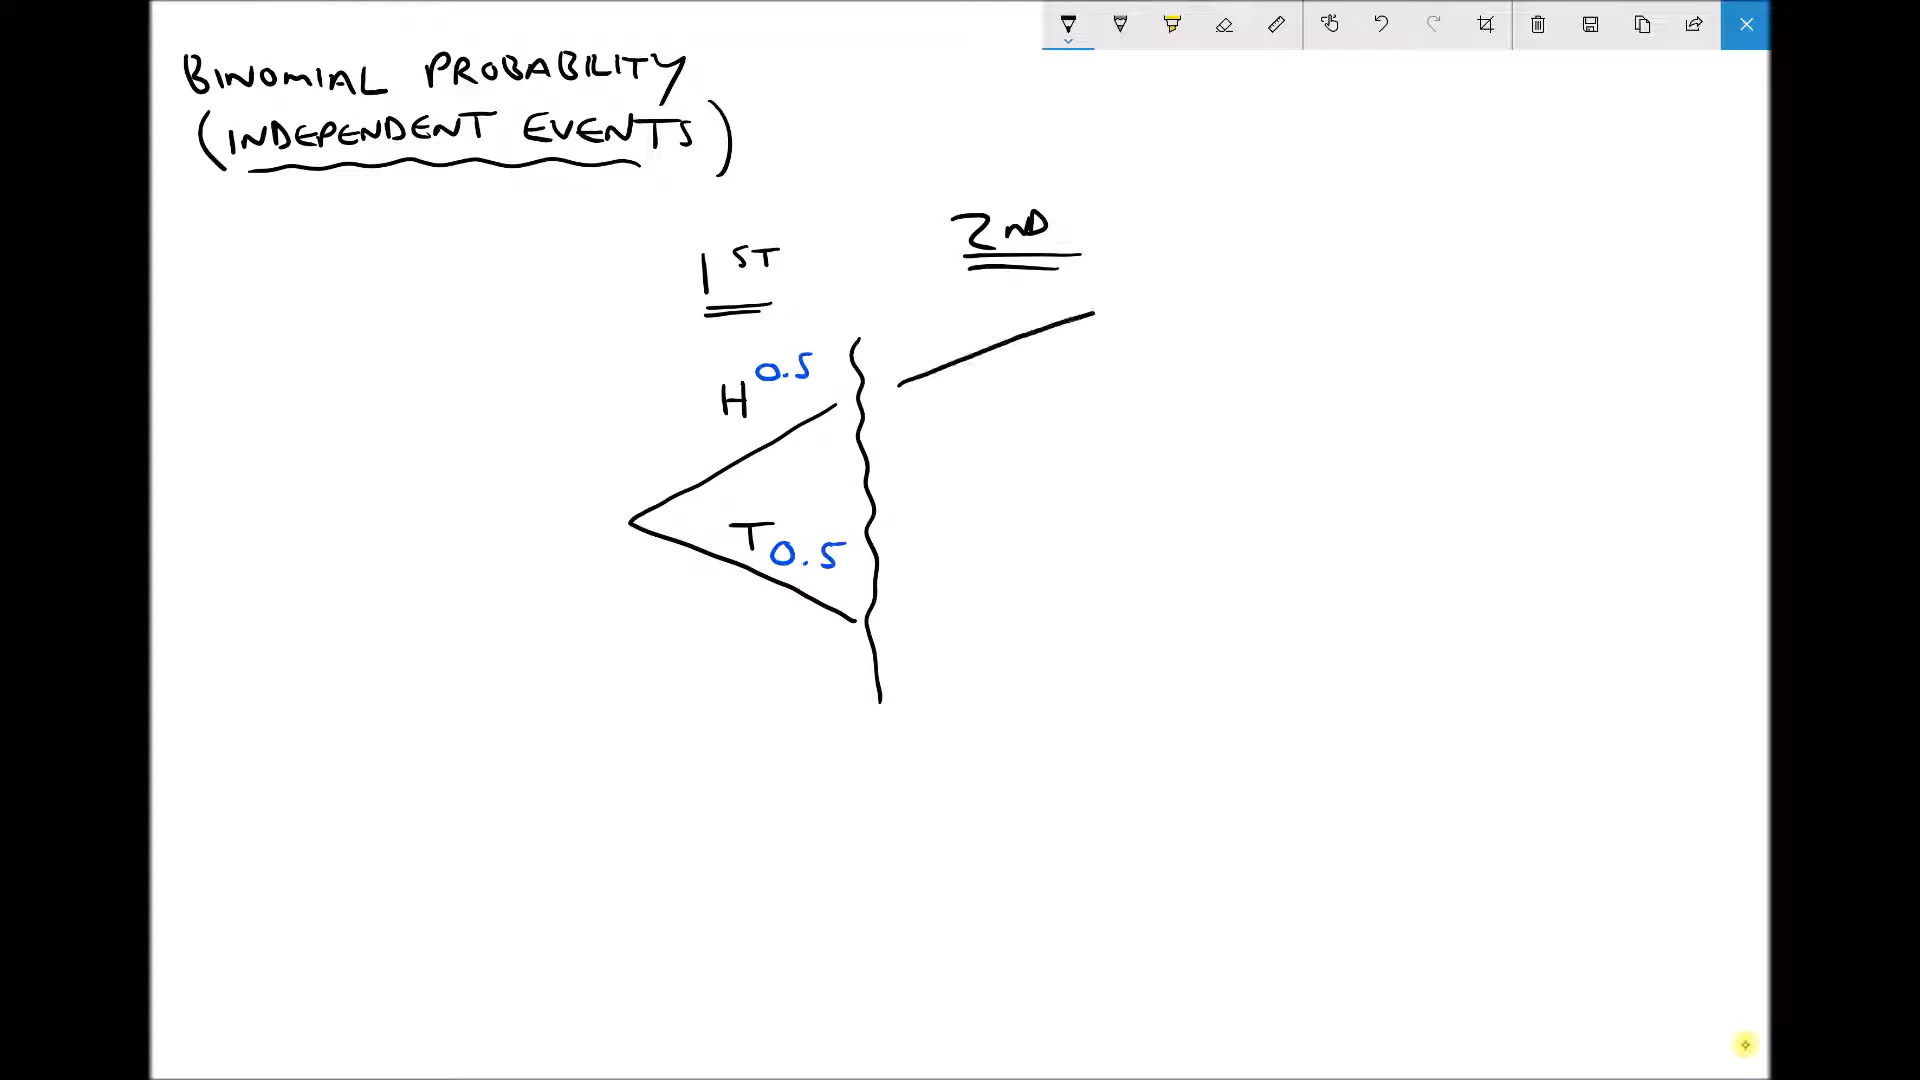 BINOMIAL PROBABILITY
(INDEPENDENT EVENTS)
1ST
2ND
H 0.5
T 0.5